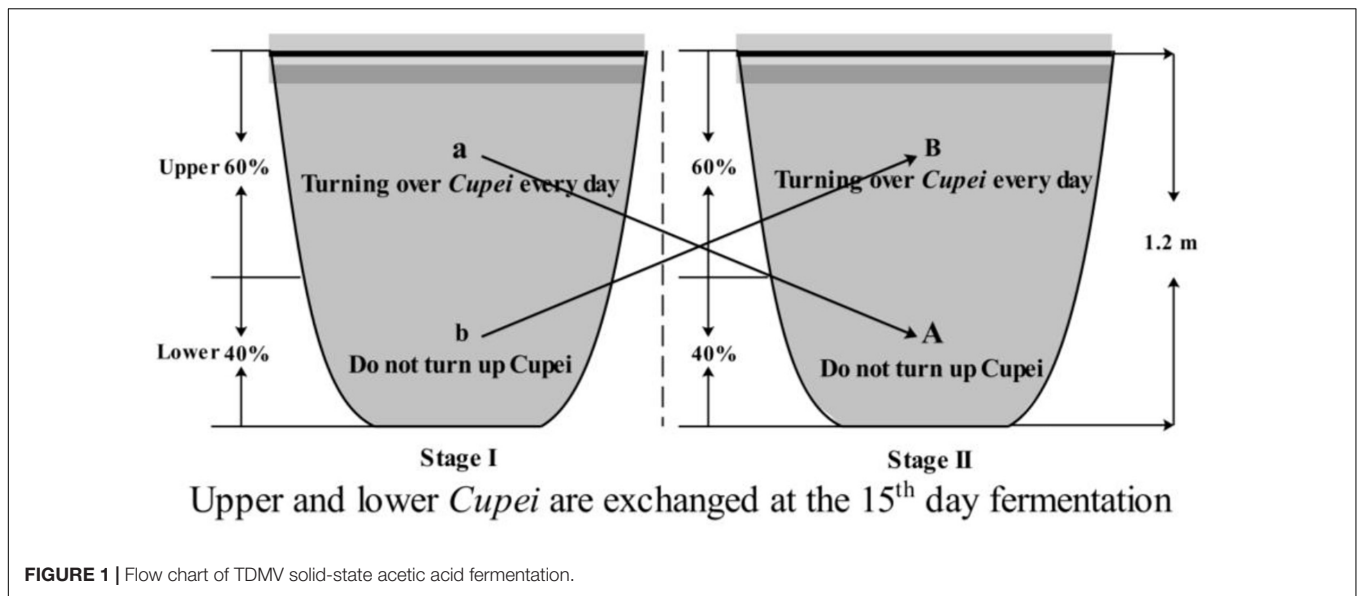 Upper 60%
a
Turning over Cupei every day
60%
B
Turning over Cupei every day
1.2 m
Lower 40%
b
Do not turn up Cupei
40%
A
Do not turn up Cupei
Stage I
Stage II
Upper and lower Cupei are exchanged at the 15th day fermentation
FIGURE 1 | Flow chart of TDMV solid-state acetic acid fermentation.